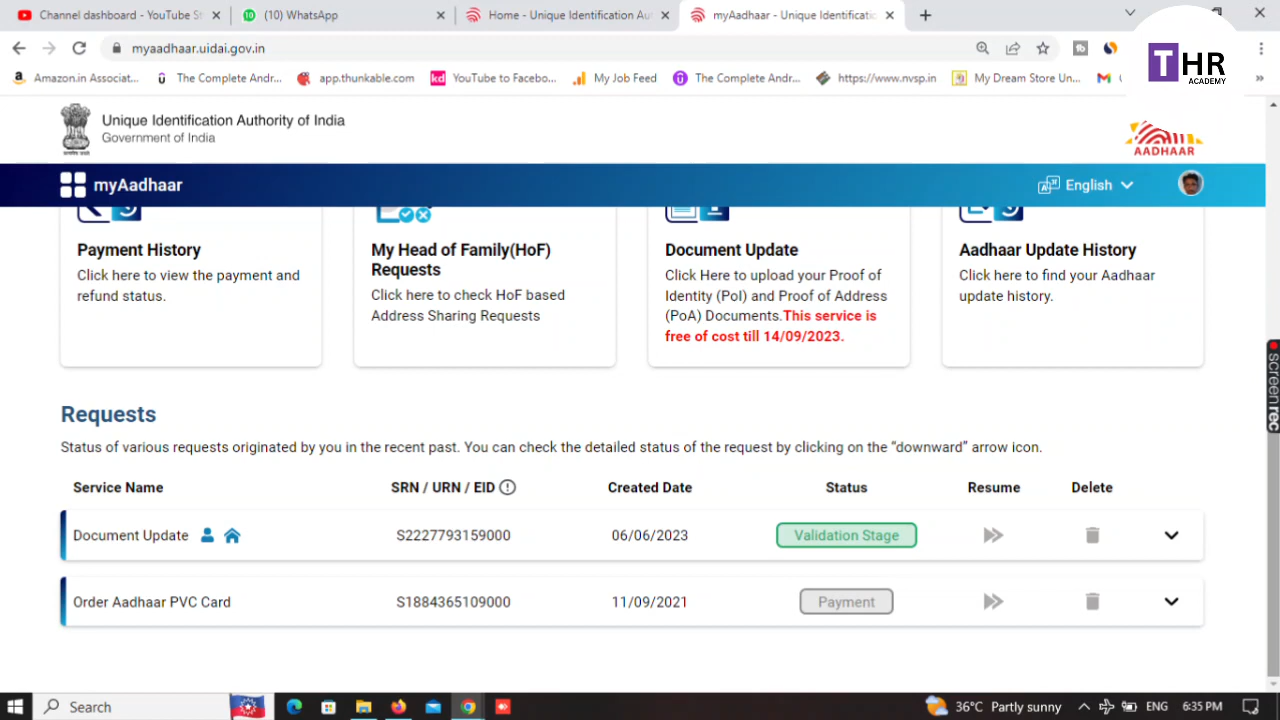 Channel dashboard - YouTube St
(10) WhatsApp
Home - Unique Identification Aut
myAadhaar - Unique Identificatio
myaadhaar.uidai.gov.in
Amazon.in Associat...
The Complete Andr...
app.thunkable.com
kd
YouTube to Facebo...
My Job Feed
The Complete Andr...
https://www.nvsp.in
My Dream Store Un...
THR
ACADEMY
Unique Identification Authority of India
Government of India
AADHAAR
myAadhaar
English
Payment History
Click here to view the payment and
refund status.
My Head of Family(HoF)
Requests
Click here to check HoF based
Address Sharing Requests
Document Update
Click Here to upload your Proof of
Identity (PoI) and Proof of Address
(PoA) Documents.This service is
free of cost till 14/09/2023.
Aadhaar Update History
Click here to find your Aadhaar
update history.
Requests
Status of various requests originated by you in the recent past. You can check the detailed status of the request by clicking on the “downward” arrow icon.
Service Name SRN / URN / EID Created Date Status Resume Delete
Document Update S2227793159000 06/06/2023 Validation Stage
Order Aadhaar PVC Card S1884365109000 11/09/2021 Payment
screenrec
Search
36°C Partly sunny
ENG
6:35 PM